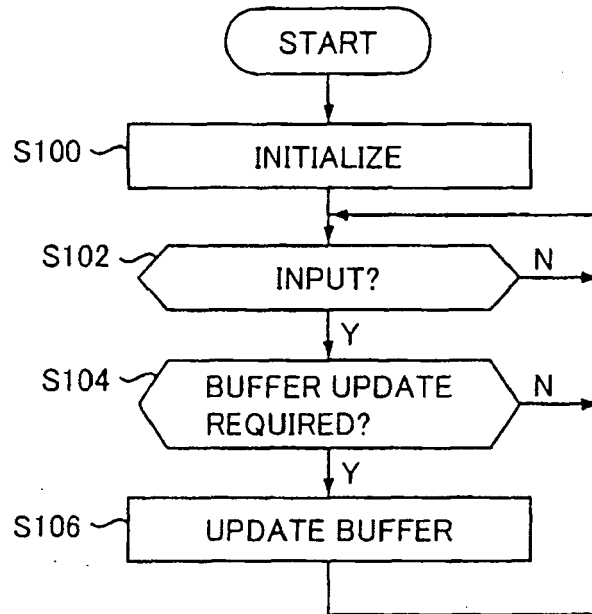 START
S100
INITIALIZE
S102
INPUT?
N
Y
S104
BUFFER UPDATE
REQUIRED?
N
Y
S106
UPDATE BUFFER